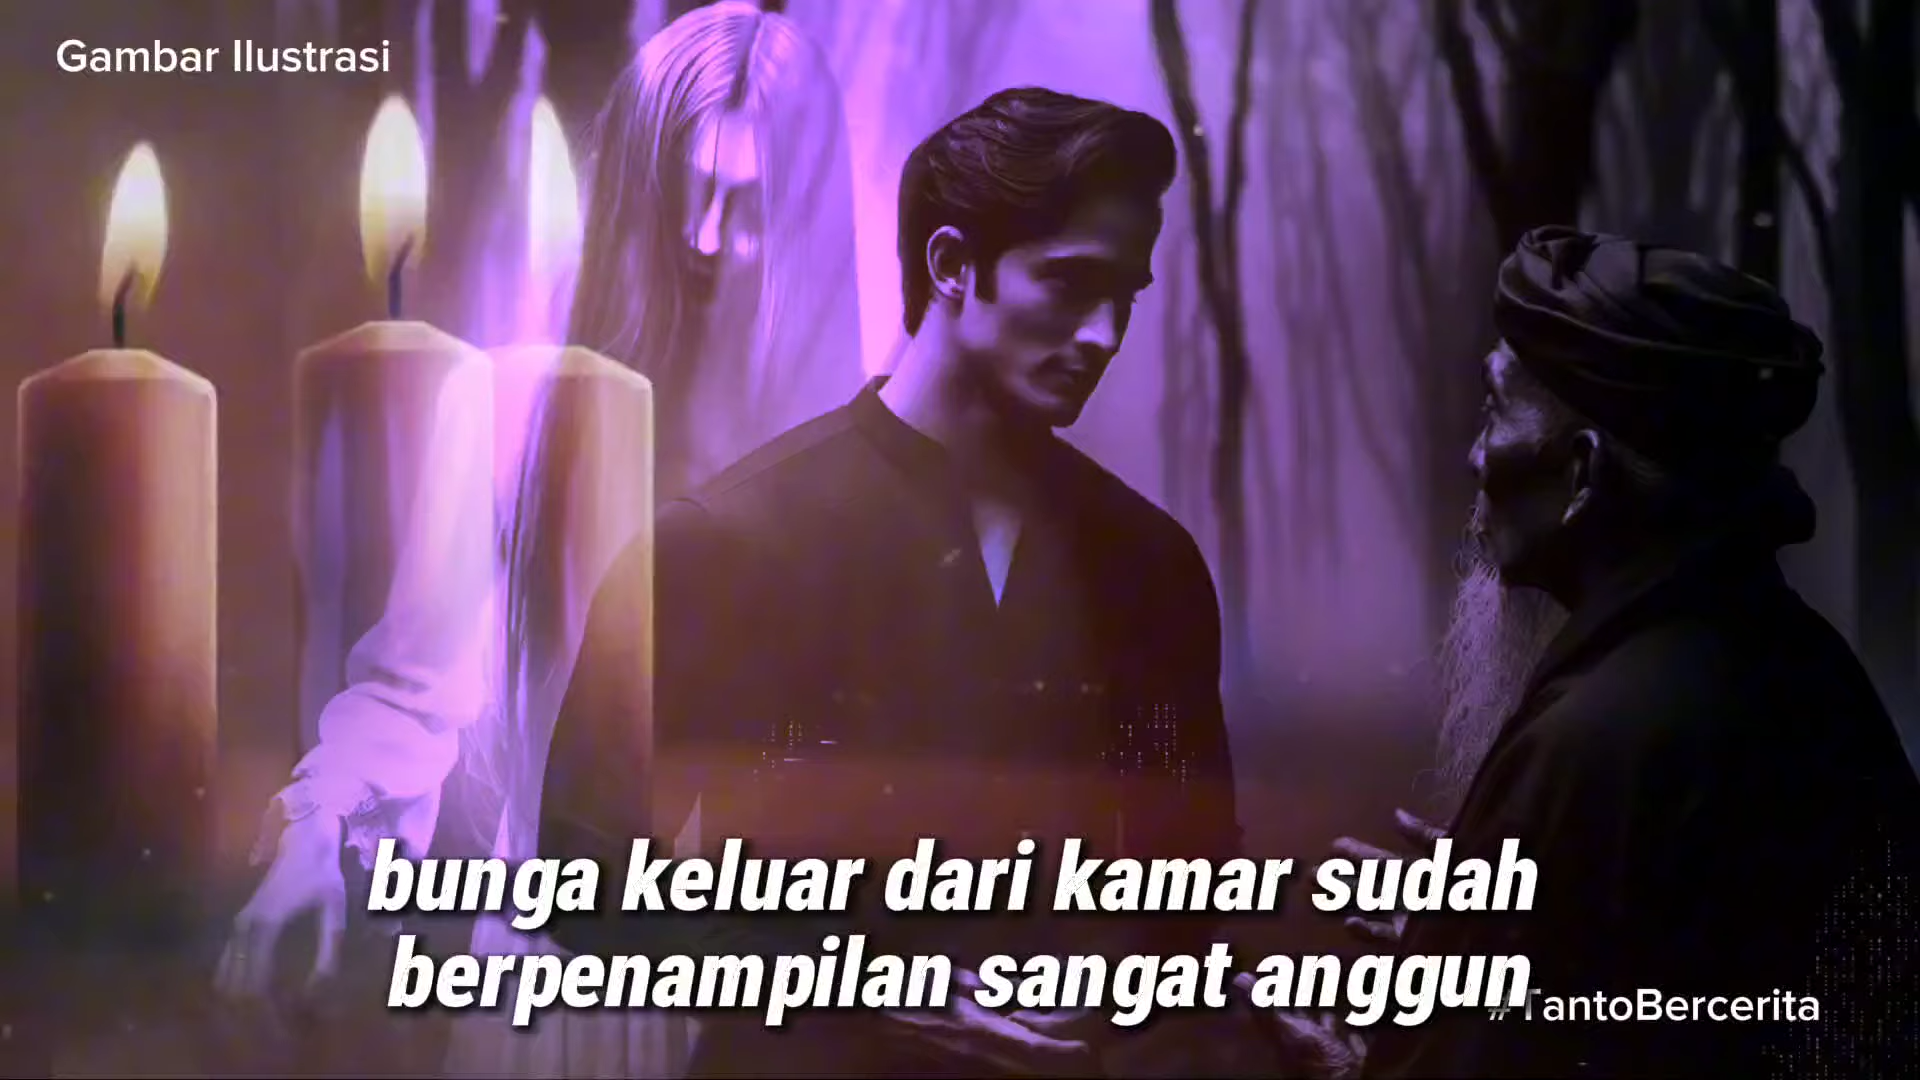 Gambar Ilustrasi
bunga keluar dari kamar sudah
berpenampilan sangat anggun
#TantoBercerita